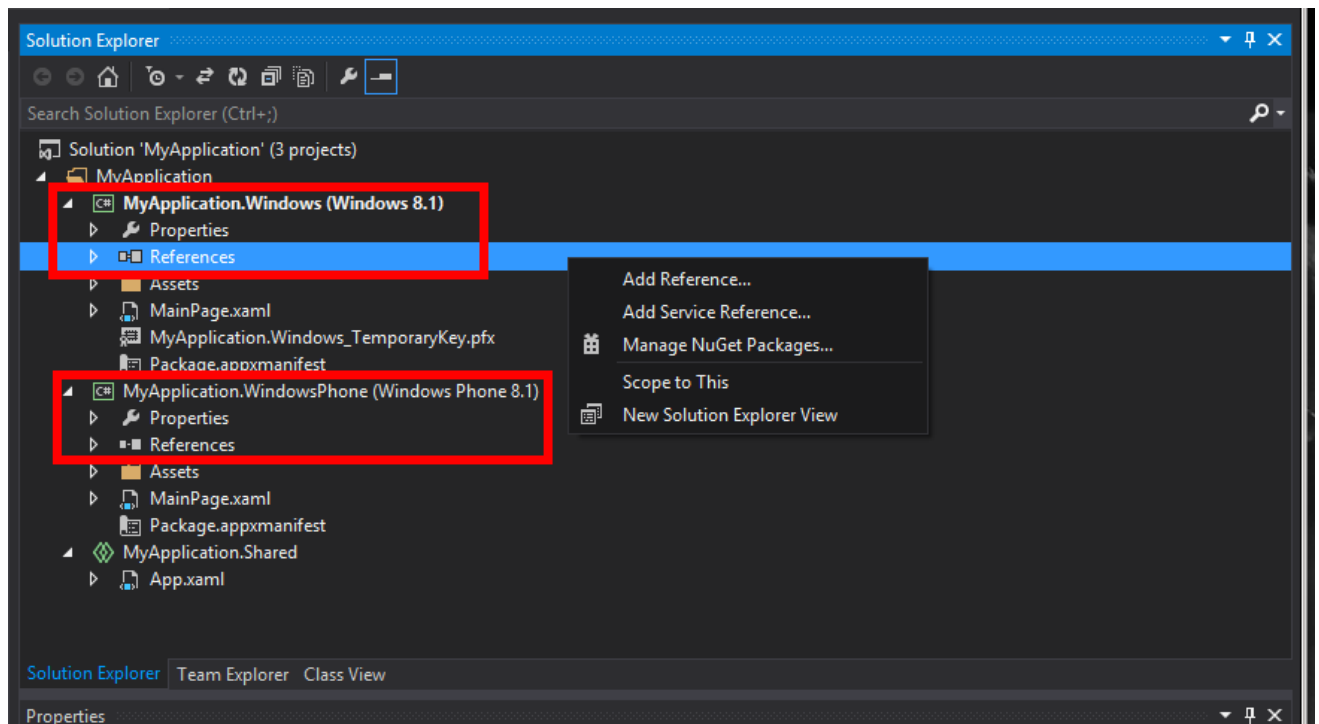 Solution Explorer
Search Solution Explorer (Ctrl+;)
Solution 'MyApplication' (3 projects)
MyApplication
C# MyApplication.Windows (Windows 8.1)
Properties
References
Assets
MainPage.xaml
MyApplication.Windows_TemporaryKey.pfx
Package.appxmanifest
C# MyApplication.WindowsPhone (Windows Phone 8.1)
Properties
References
Assets
MainPage.xaml
Package.appxmanifest
MyApplication.Shared
App.xaml
Add Reference...
Add Service Reference...
Manage NuGet Packages...
Scope to This
New Solution Explorer View
Solution Explorer Team Explorer Class View
Properties